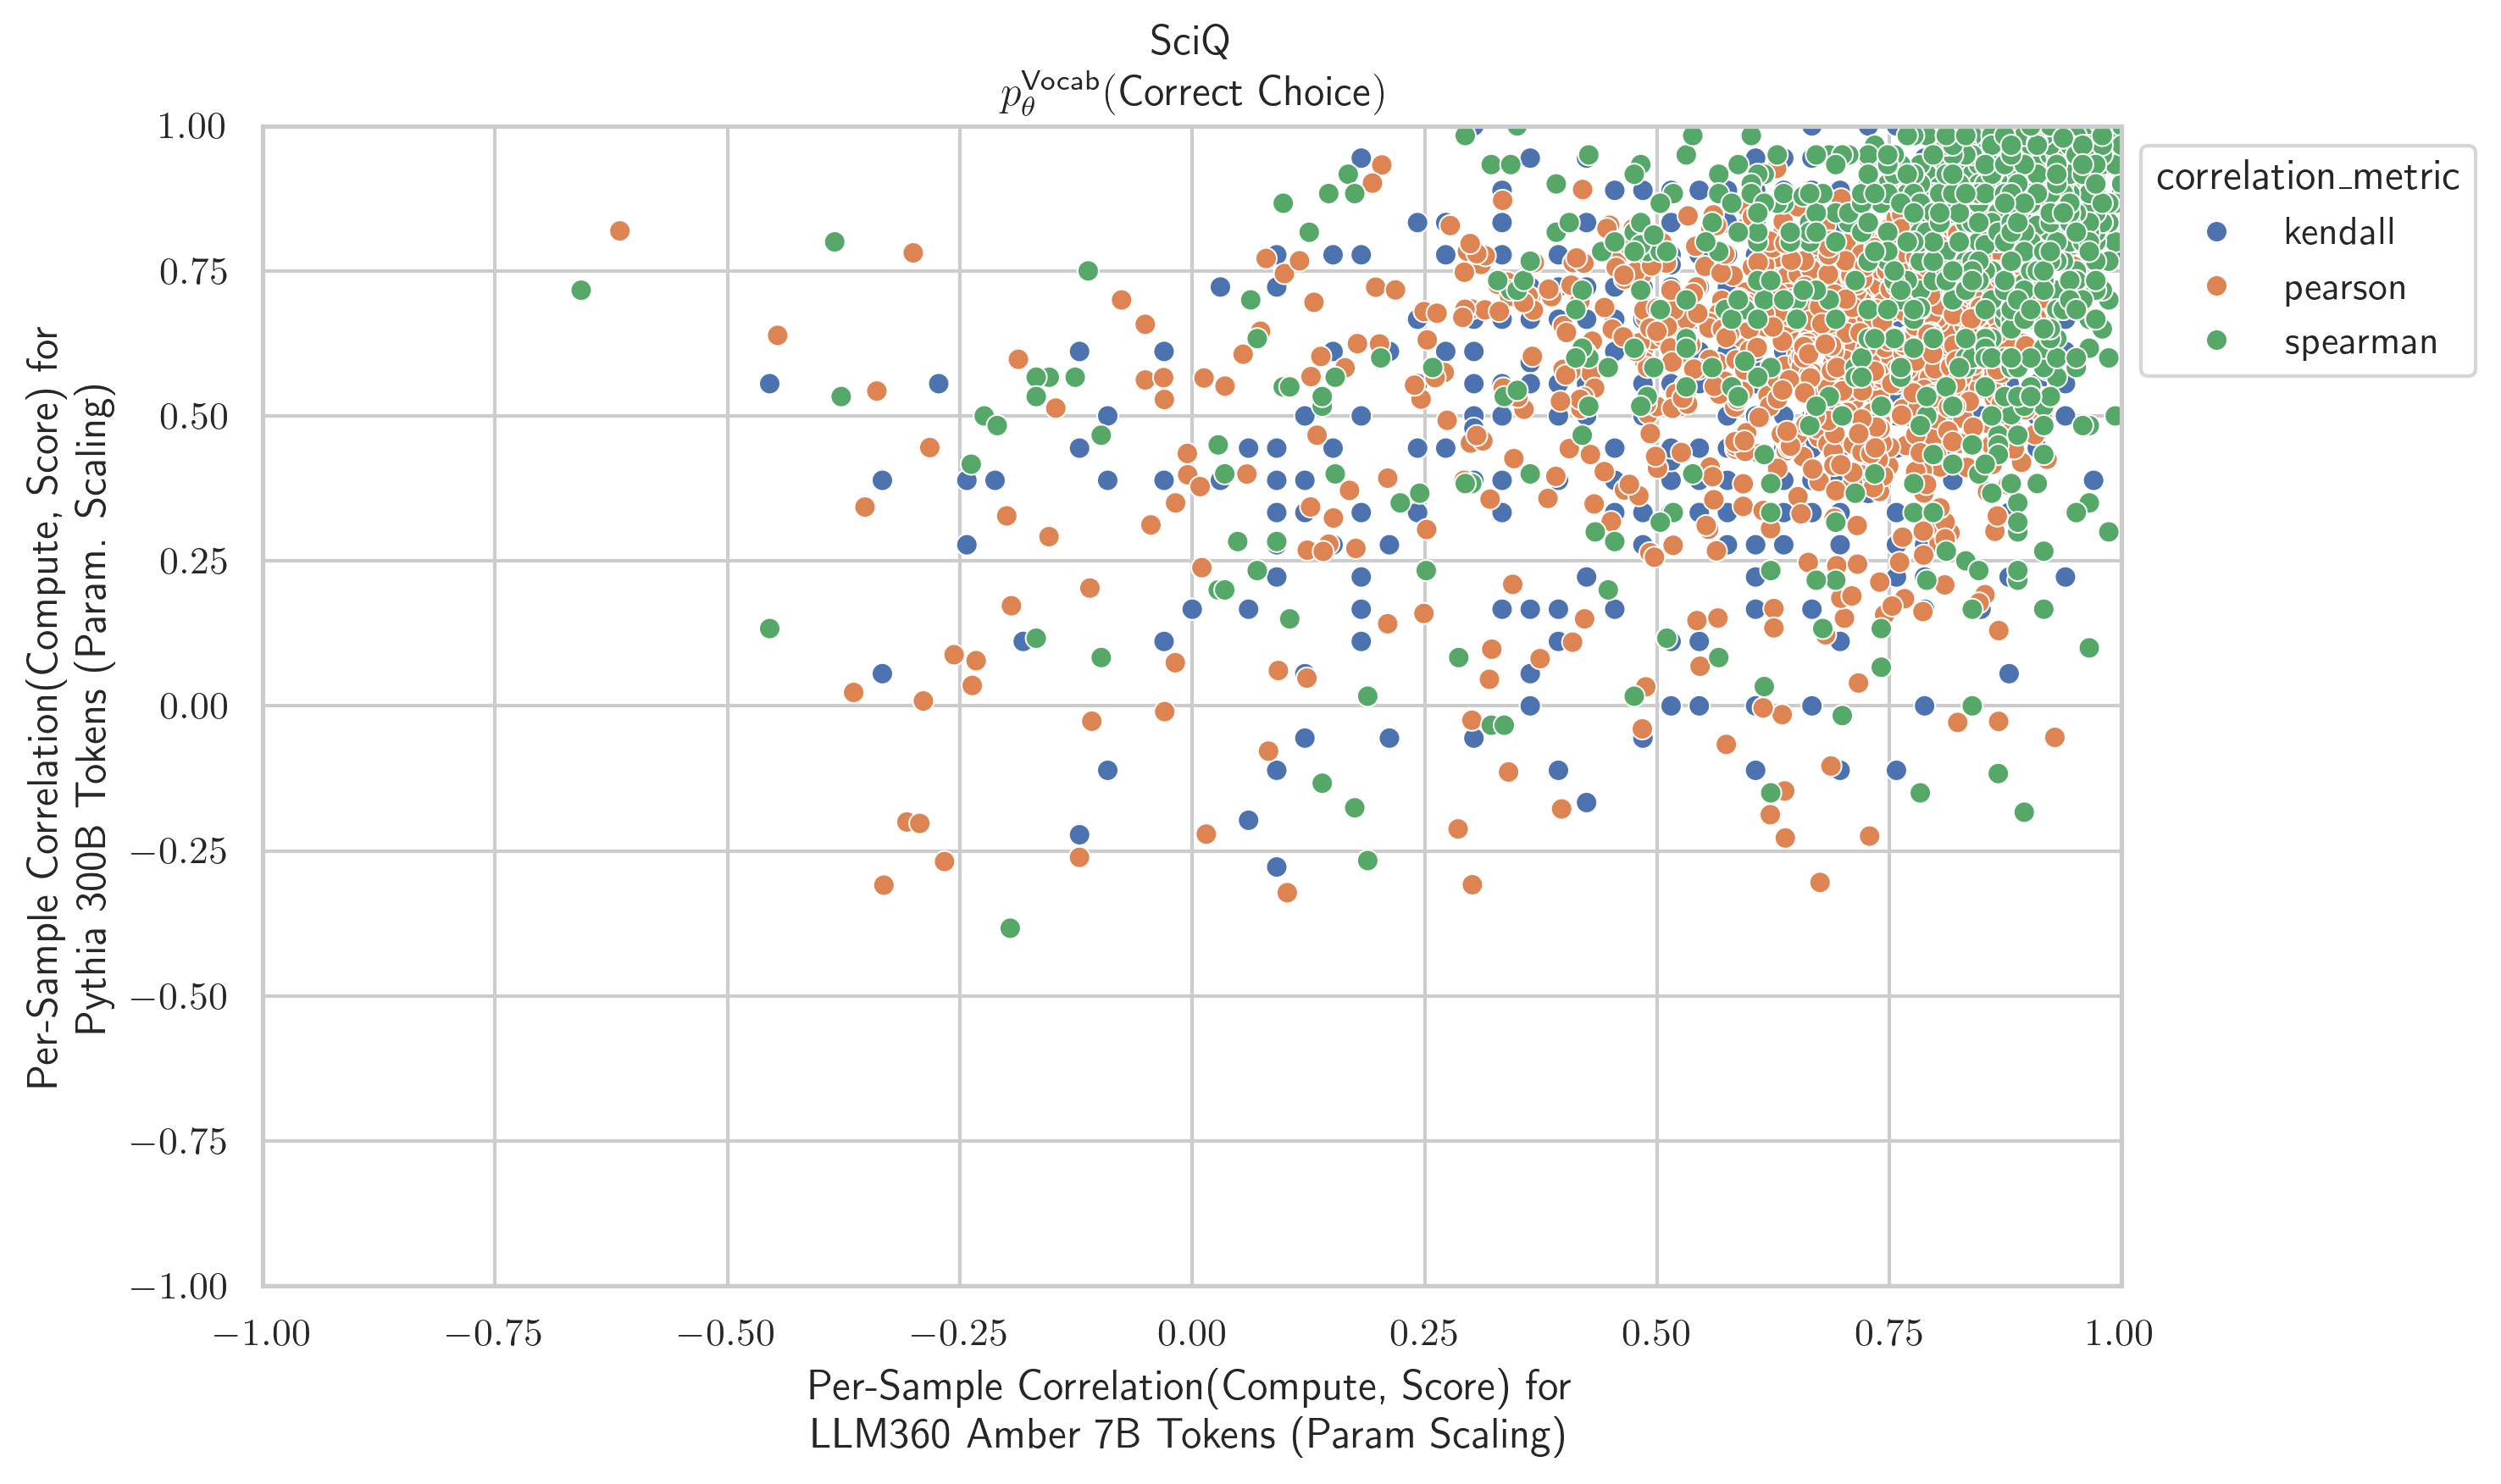 SciQ
p_θ^Vocab(Correct Choice)
Per-Sample Correlation(Compute, Score) for
Pythia 300B Tokens (Param. Scaling)
1.00
0.75
0.50
0.25
0.00
−0.25
−0.50
−0.75
−1.00
−1.00 −0.75 −0.50 −0.25 0.00 0.25 0.50 0.75 1.00
Per-Sample Correlation(Compute, Score) for
LLM360 Amber 7B Tokens (Param Scaling)
correlation_metric
kendall
pearson
spearman